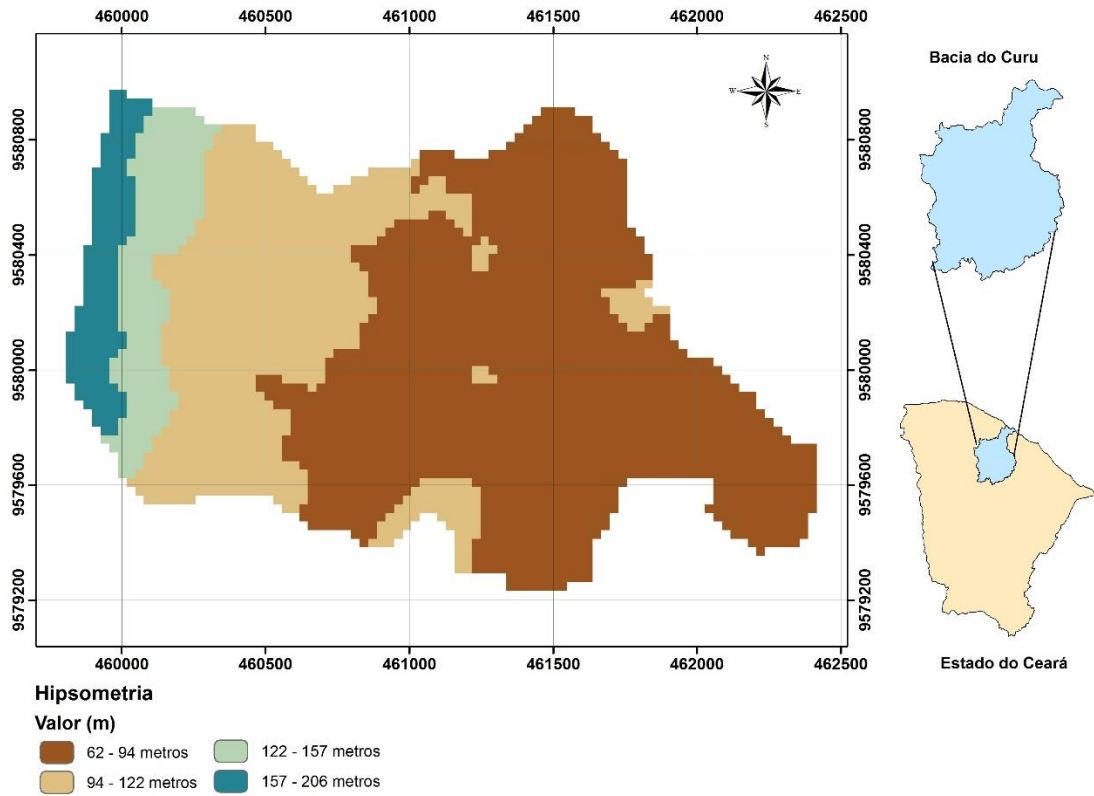 460000 460500 461000 461500 462000 462500
9580800 9580800
9580400 9580400
9580000 9580000
9579600 9579600
9579200 9579200
460000 460500 461000 461500 462000 462500
N
W E
S
Bacia do Curu
Estado do Ceará
Hipsometria
Valor (m)
62 - 94 metros 122 - 157 metros
94 - 122 metros 157 - 206 metros